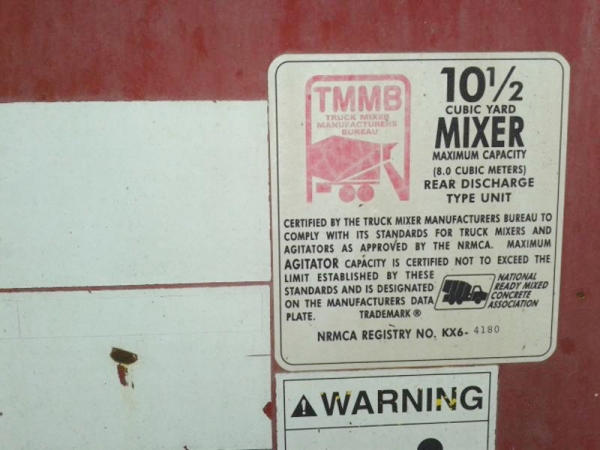 TMMB
TRUCK MIXER
MANUFACTURERS
BUREAU
10½
CUBIC YARD
MIXER
MAXIMUM CAPACITY
(8.0 CUBIC METERS)
REAR DISCHARGE
TYPE UNIT
CERTIFIED BY THE TRUCK MIXER MANUFACTURERS BUREAU TO
COMPLY WITH ITS STANDARDS FOR TRUCK MIXERS AND
AGITATORS AS APPROVED BY THE NRMCA. MAXIMUM
AGITATOR CAPACITY IS CERTIFIED NOT TO EXCEED THE
LIMIT ESTABLISHED BY THESE
STANDARDS AND IS DESIGNATED
ON THE MANUFACTURERS DATA
PLATE. TRADEMARK ®
NATIONAL
READY MIXED
CONCRETE
ASSOCIATION
NRMCA REGISTRY NO. KX6- 4180
WARNING